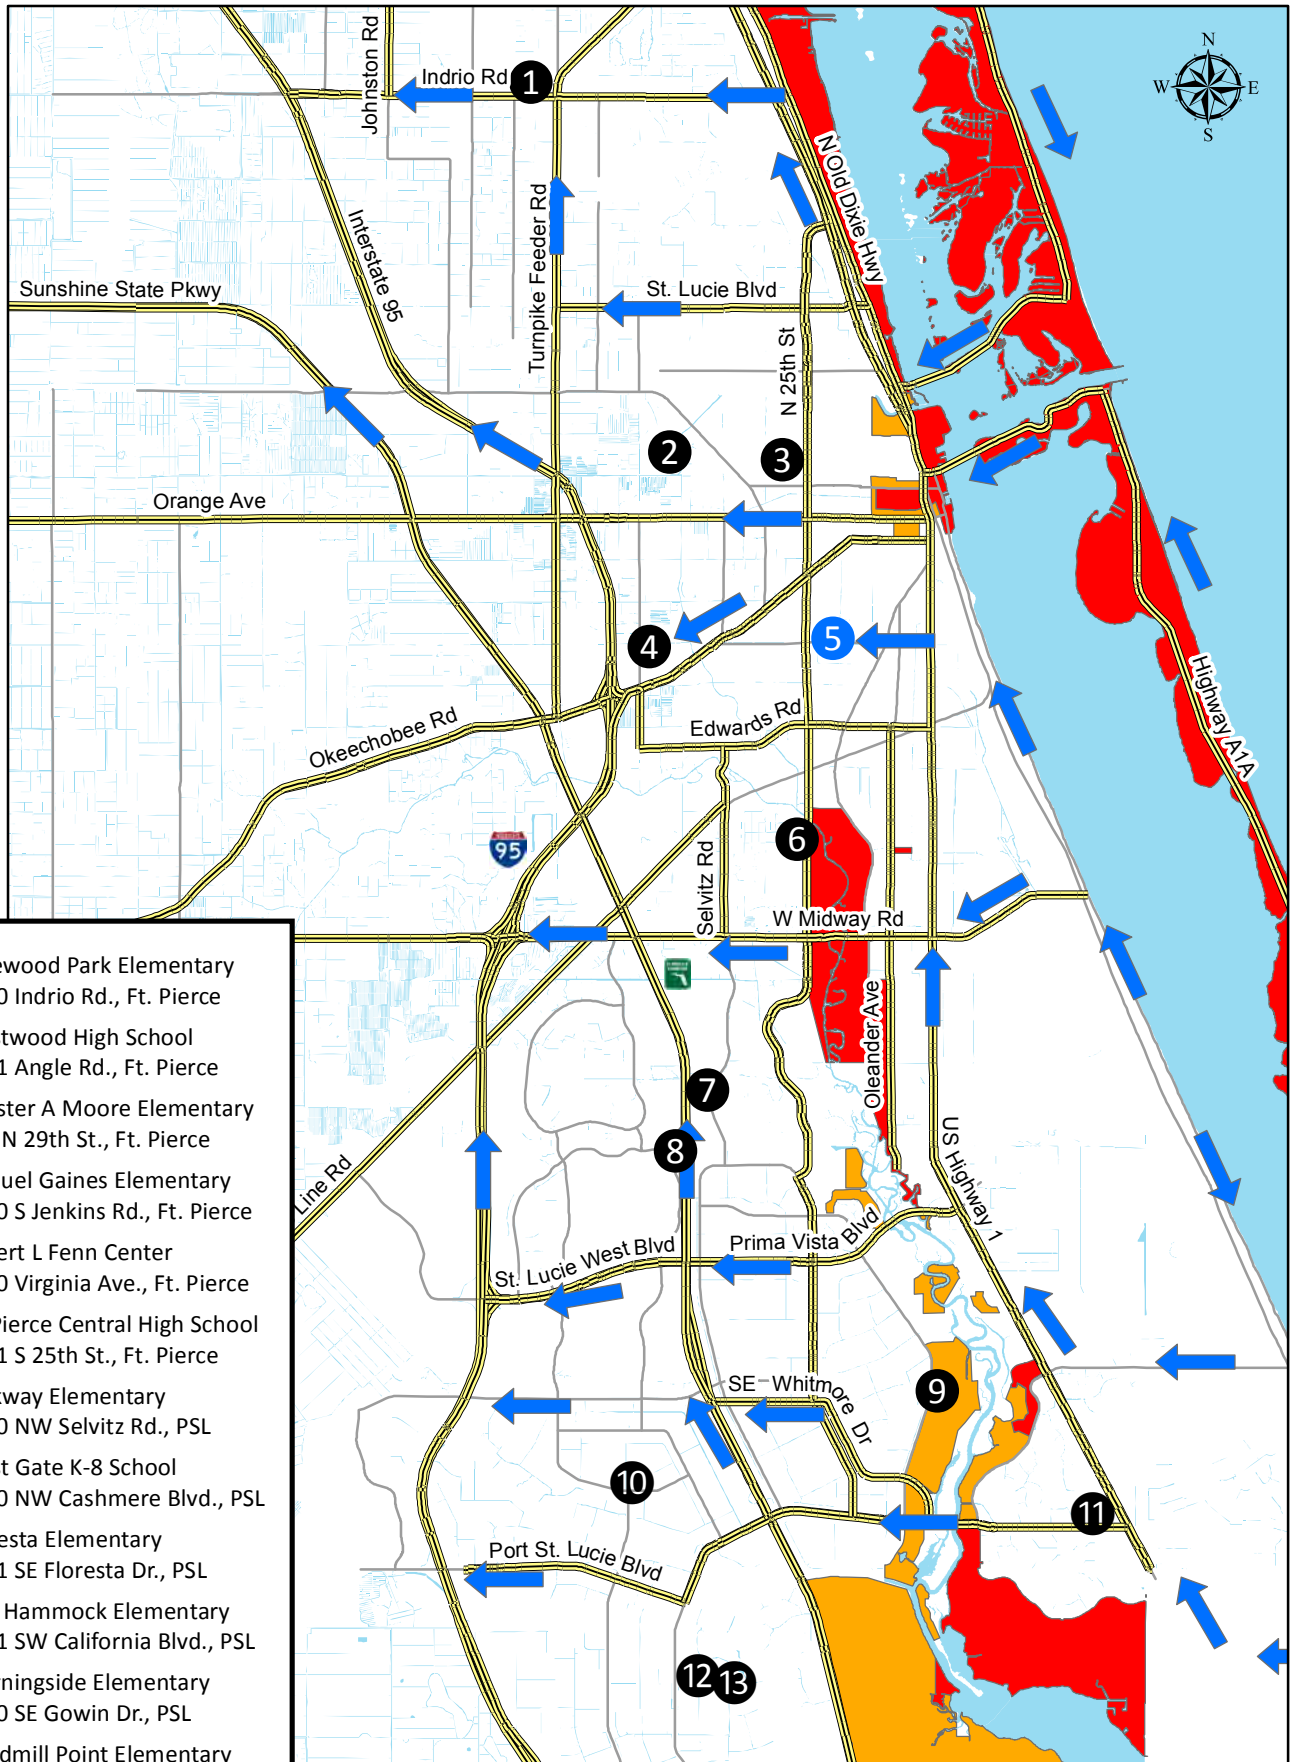 N
W E
S
Johnston Rd
Indrio Rd
1
N Old Dixie Hwy
Turnpike Feeder Rd
Interstate 95
Sunshine State Pkwy
St. Lucie Blvd
N 25th St
2
3
Orange Ave
4
5
Highway A1A
Okeechobee Rd
Edwards Rd
6
95
Selvitz Rd
W Midway Rd
Oleander Ave
7
8
US Highway 1
Line Rd
St. Lucie West Blvd
Prima Vista Blvd
SE Whitmore Dr
9
10
11
Port St. Lucie Blvd
12
13
ewood Park Elementary
0 Indrio Rd., Ft. Pierce
stwood High School
1 Angle Rd., Ft. Pierce
ster A Moore Elementary
N 29th St., Ft. Pierce
uel Gaines Elementary
0 S Jenkins Rd., Ft. Pierce
ert L Fenn Center
0 Virginia Ave., Ft. Pierce
Pierce Central High School
1 S 25th St., Ft. Pierce
kway Elementary
0 NW Selvitz Rd., PSL
st Gate K-8 School
0 NW Cashmere Blvd., PSL
esta Elementary
1 SE Floresta Dr., PSL
Hammock Elementary
1 SW California Blvd., PSL
rningside Elementary
0 SE Gowin Dr., PSL
dmill Point Elementary